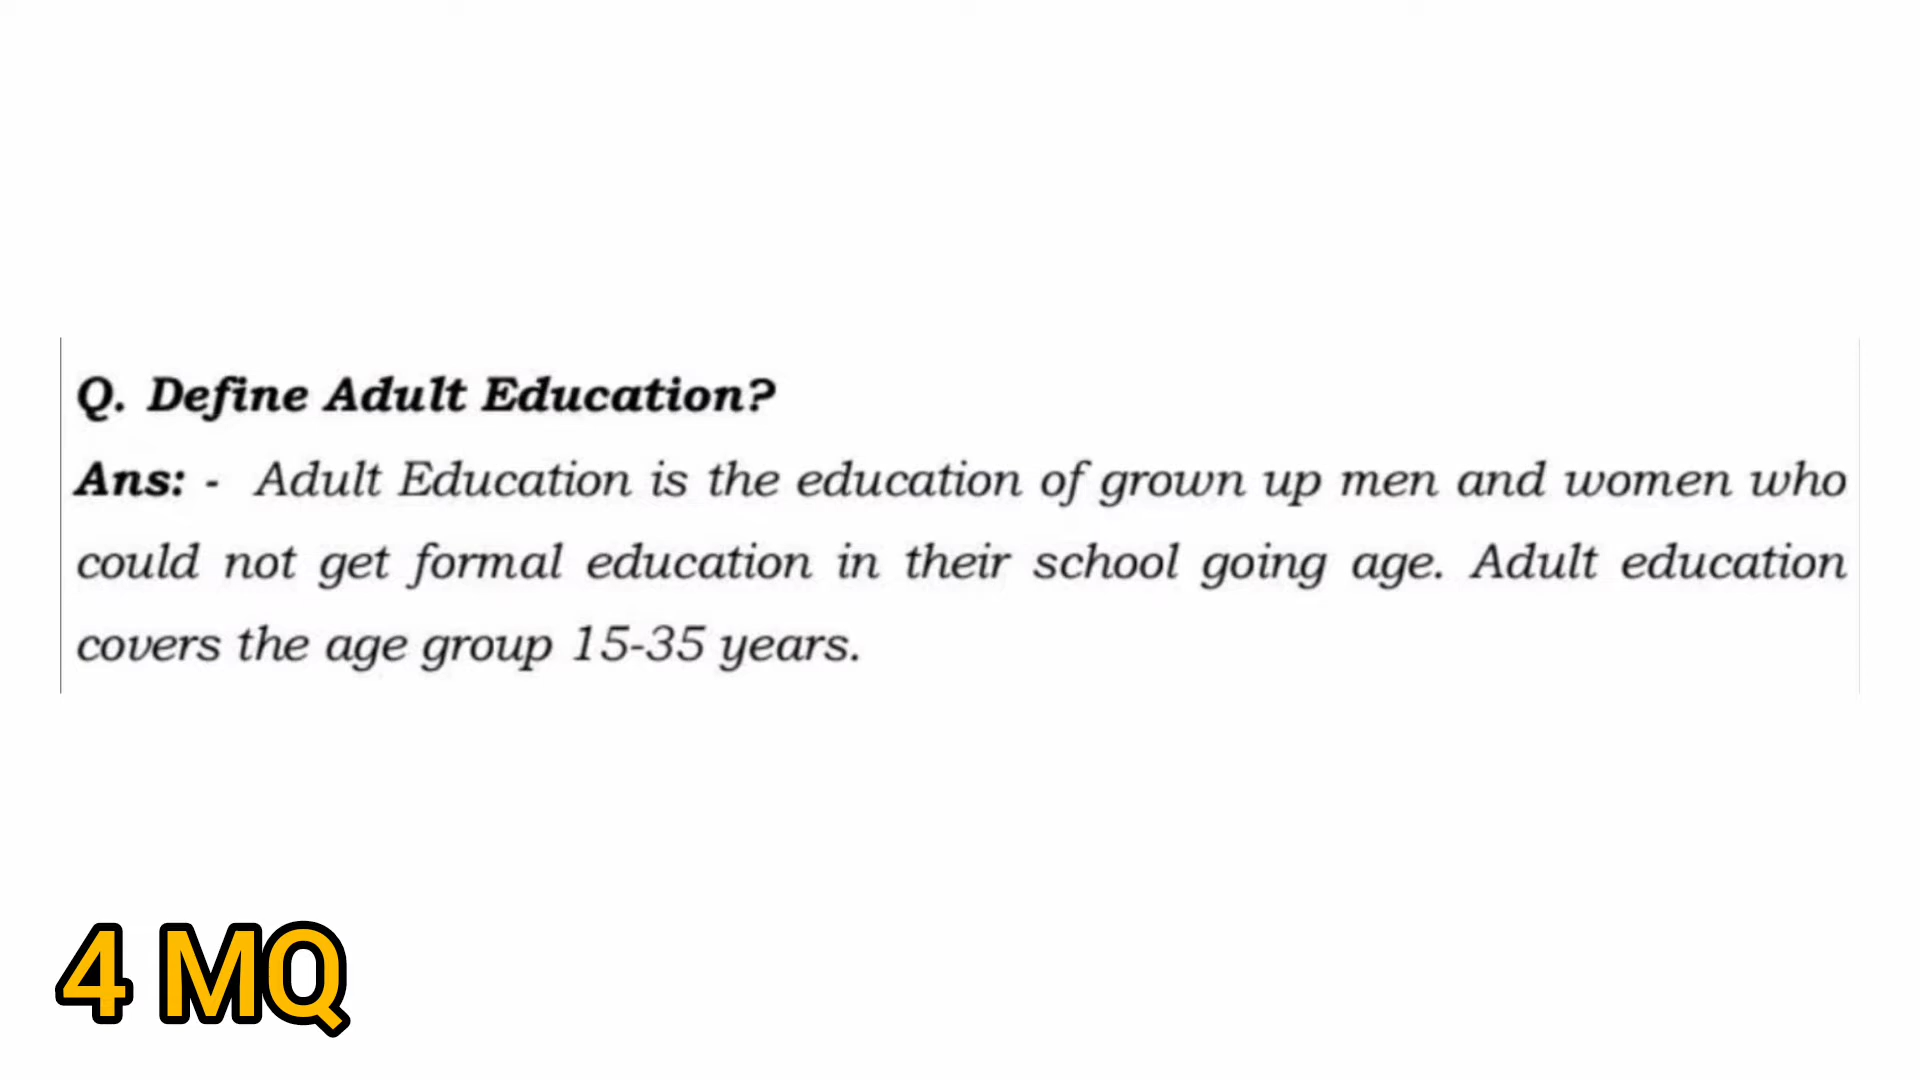 Q. Define Adult Education?
Ans: - Adult Education is the education of grown up men and women who
could not get formal education in their school going age. Adult education
covers the age group 15-35 years.
4 MQ